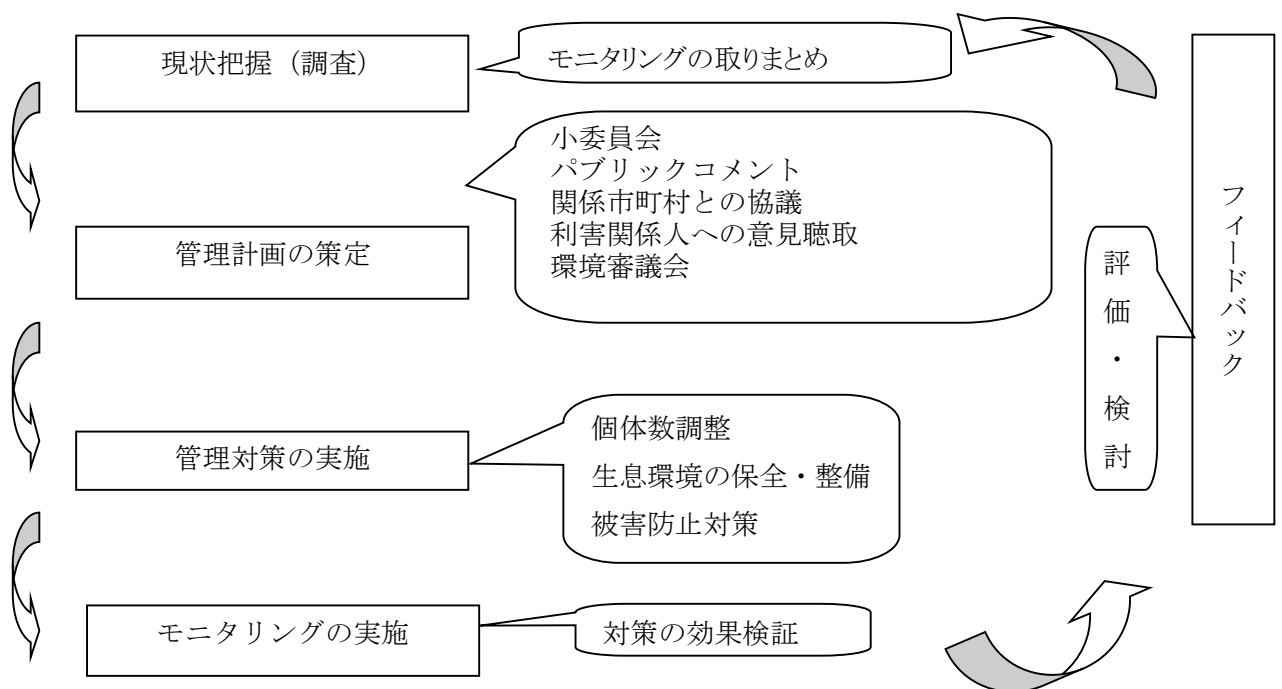 現状把握（調査）
モニタリングの取りまとめ
小委員会
パブリックコメント
関係市町村との協議
利害関係人への意見聴取
環境審議会
管理計画の策定
個体数調整
生息環境の保全・整備
被害防止対策
管理対策の実施
モニタリングの実施
対策の効果検証
評価・検討
フィードバック